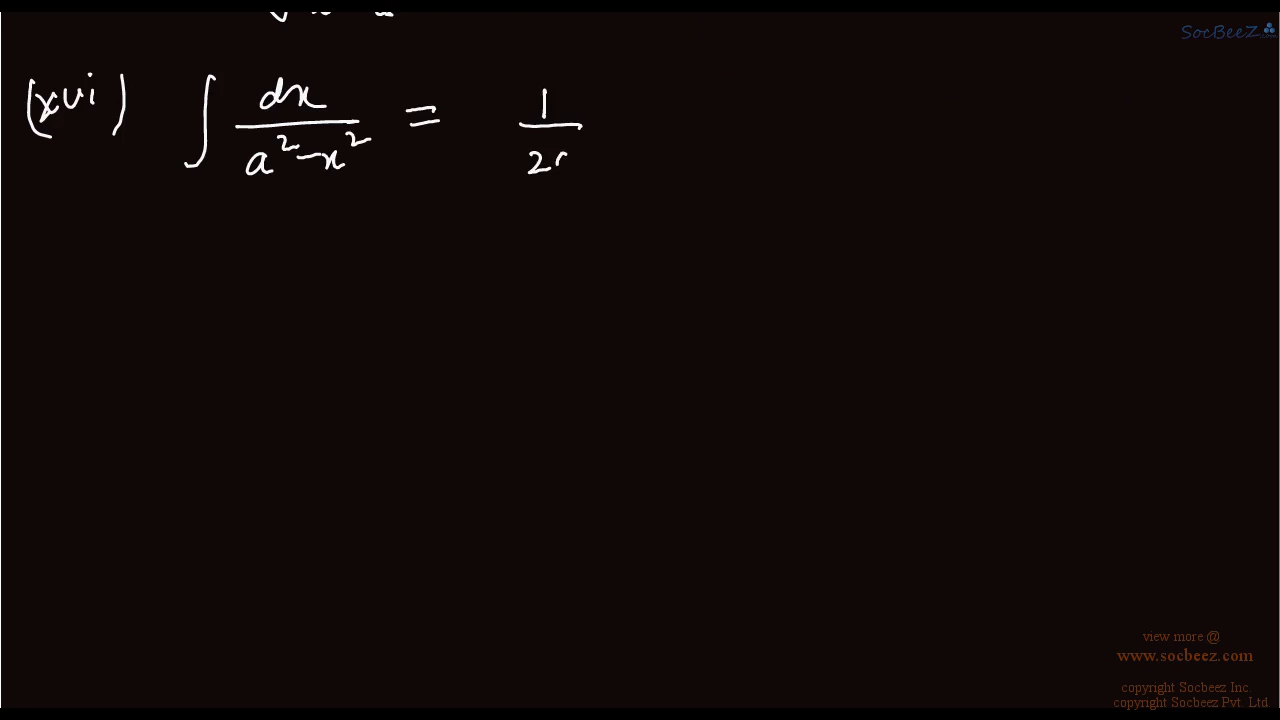 SocBeeZ.com
(xvi) ∫ dx / (a² - x²) = 1 / 2
view more @
www.socbeez.com
copyright Socbeez Inc.
copyright Socbeez Pvt. Ltd.